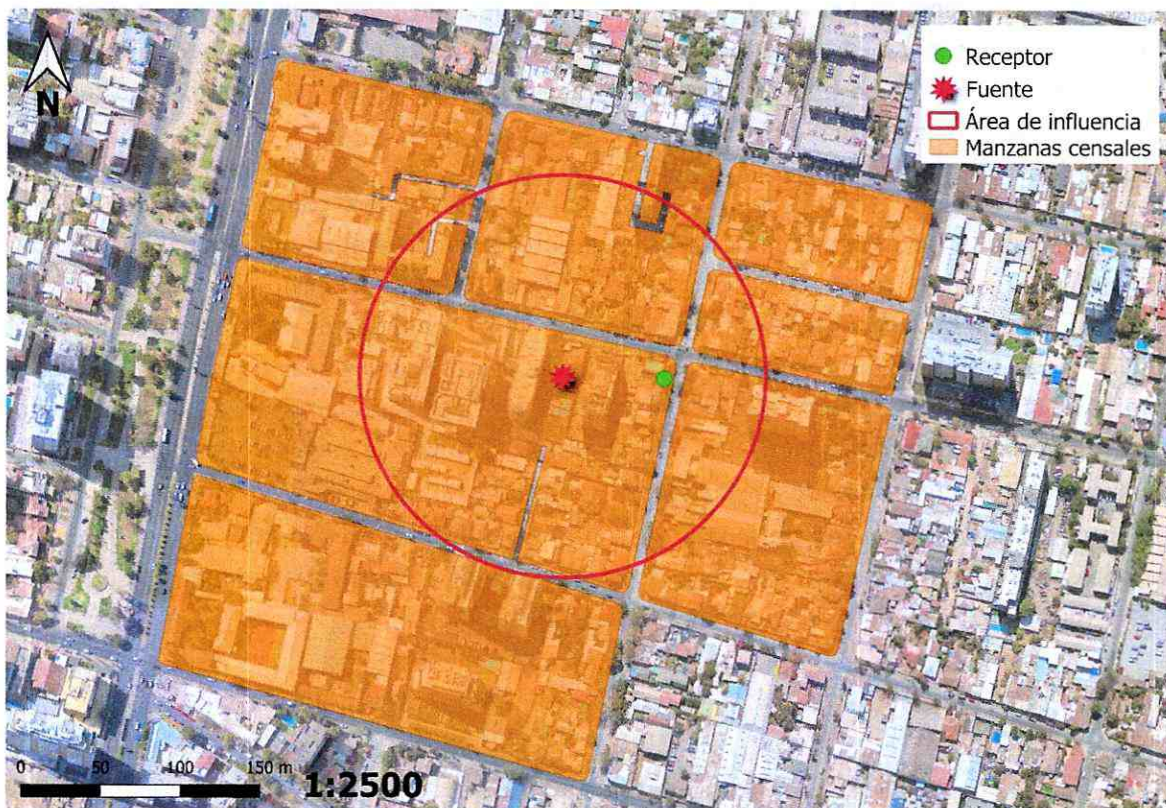 N
Receptor
Fuente
Área de influencia
Manzanas censales
0 50 100 150 m
1:2500